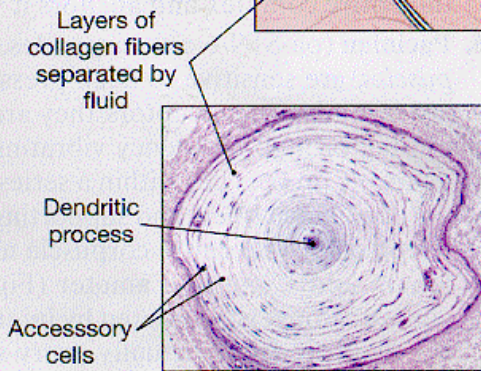 Layers of
collagen fibers
separated by
fluid
Dendritic
process
Accesssory
cells